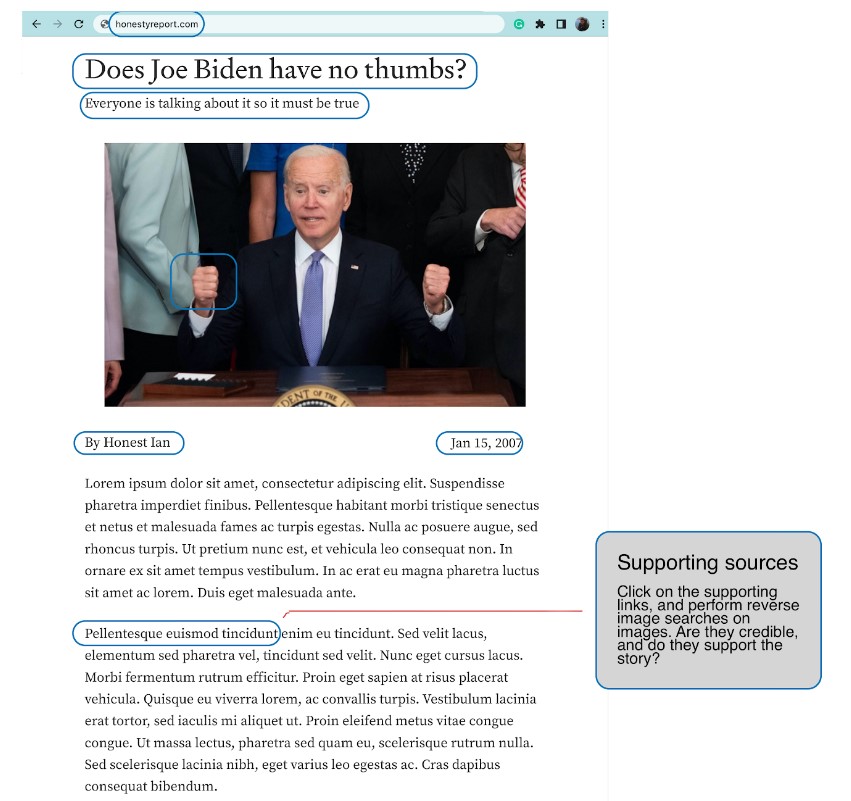 honestyreport.com
Does Joe Biden have no thumbs?
Everyone is talking about it so it must be true
ENT OF THE
By Honest Ian
Jan 15, 2007
Lorem ipsum dolor sit amet, consectetur adipiscing elit. Suspendisse
pharetra imperdiet finibus. Pellentesque habitant morbi tristique senectus
et netus et malesuada fames ac turpis egestas. Nulla ac posuere augue, sed
rhoncus turpis. Ut pretium nunc est, et vehicula leo consequat non. In
ornare ex sit amet tempus vestibulum. In ac erat eu magna pharetra luctus
sit amet ac lorem. Duis eget malesuada ante.
Pellentesque euismod tincidunt enim eu tincidunt. Sed velit lacus,
elementum sed pharetra vel, tincidunt sed velit. Nunc eget cursus lacus.
Morbi fermentum rutrum efficitur. Proin eget sapien at risus placerat
vehicula. Quisque eu viverra lorem, ac convallis turpis. Vestibulum lacinia
erat tortor, sed iaculis mi aliquet ut. Proin eleifend metus vitae congue
congue. Ut massa lectus, pharetra sed quam eu, scelerisque rutrum nulla.
Sed scelerisque lacinia nibh, eget varius leo egestas ac. Cras dapibus
consequat bibendum.
Supporting sources
Click on the supporting
links, and perform reverse
image searches on
images. Are they credible,
and do they support the
story?